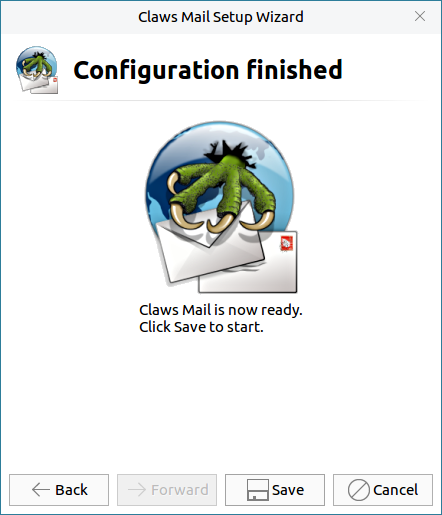 Claws Mail Setup Wizard
Configuration finished
Claws Mail is now ready.
Click Save to start.
Back
Forward
Save
Cancel